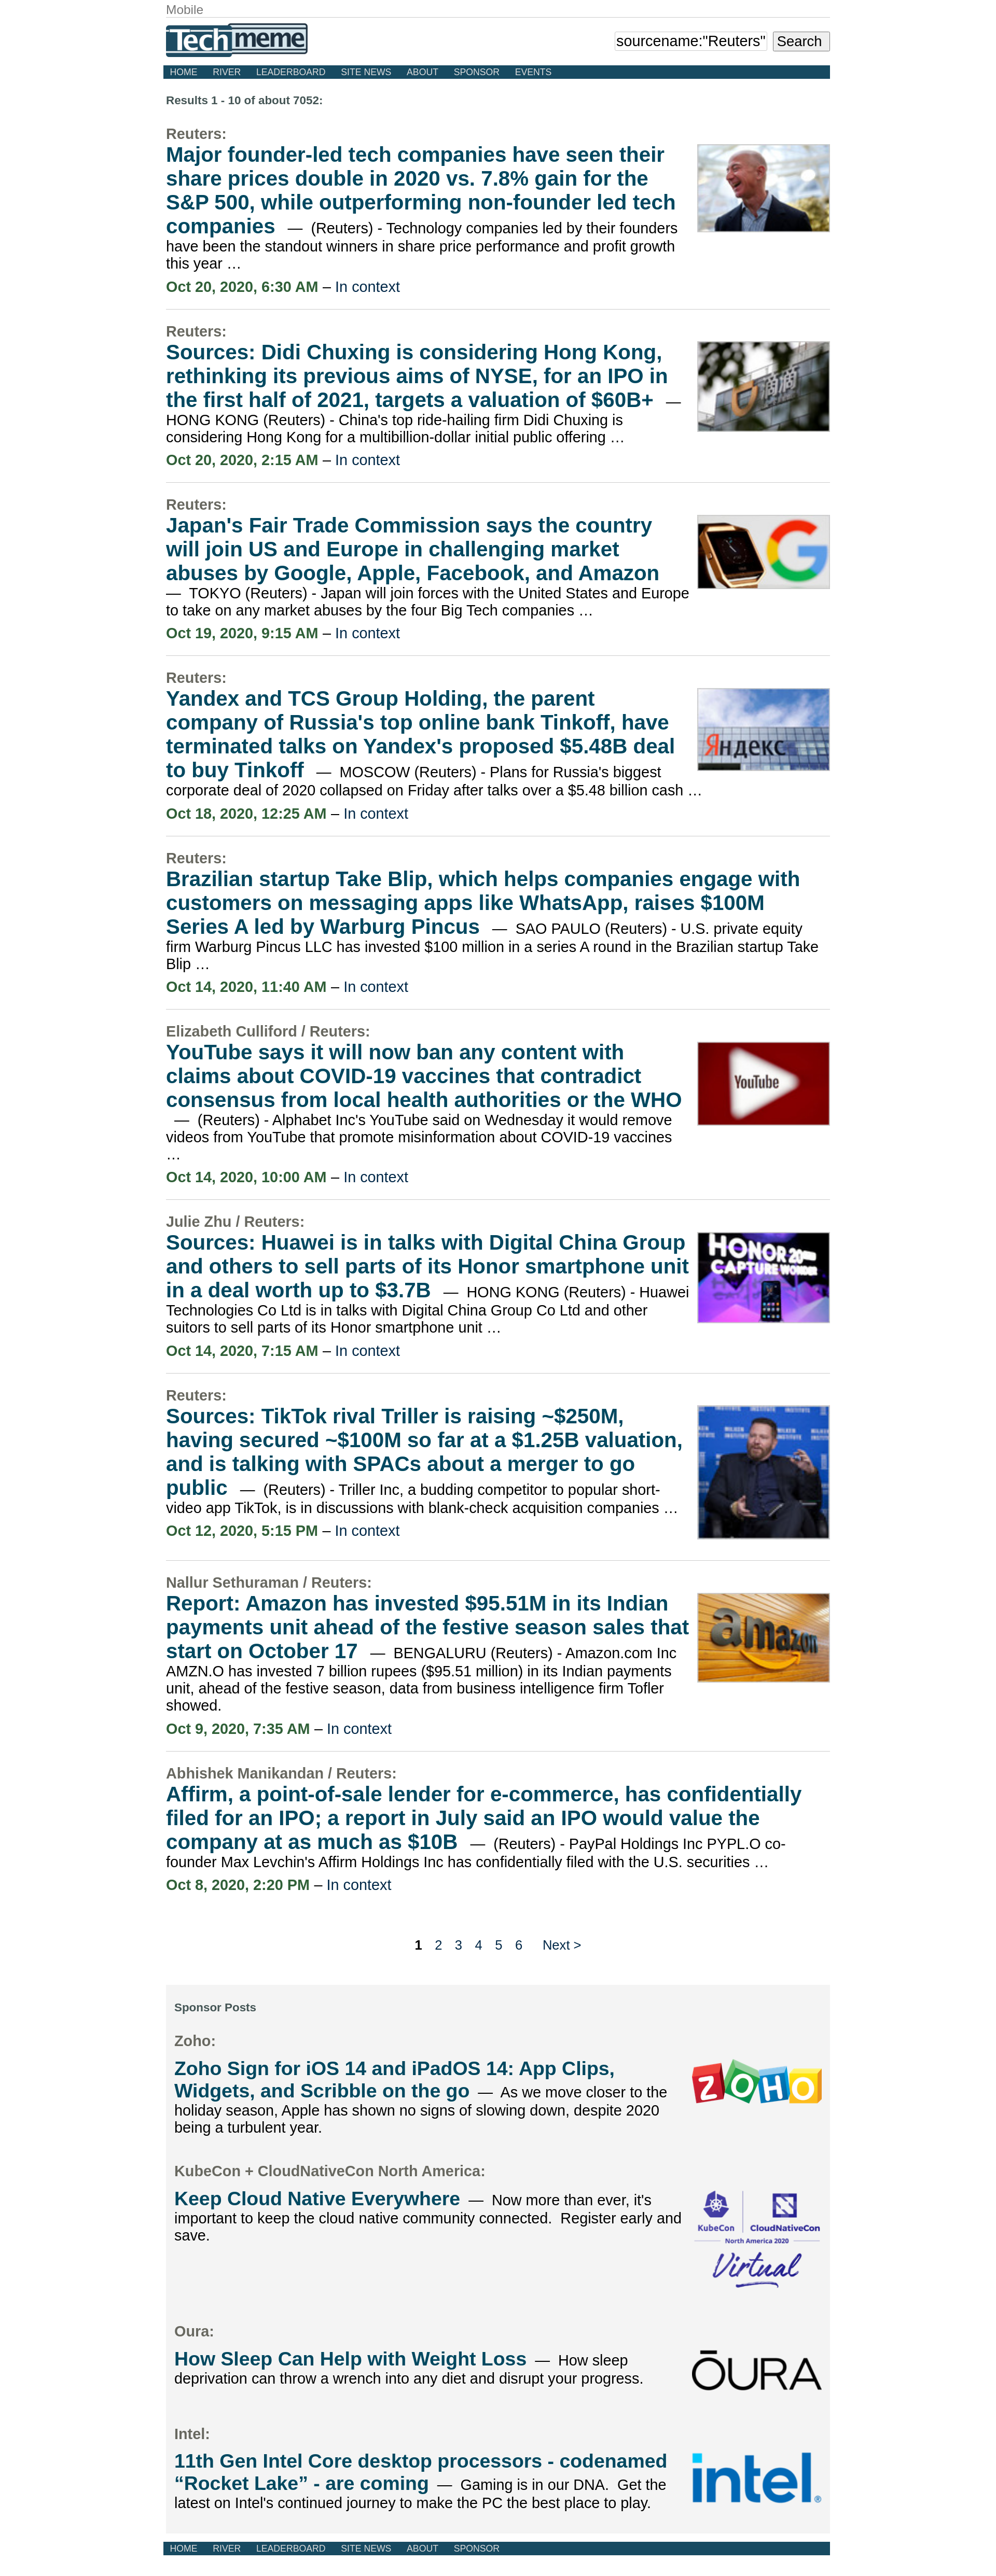 Mobile
Techmeme
sourcename:"Reuters" Search
HOME RIVER LEADERBOARD SITE NEWS ABOUT SPONSOR EVENTS
Results 1 - 10 of about 7052:
Reuters:
Major founder-led tech companies have seen their
share prices double in 2020 vs. 7.8% gain for the
S&P 500, while outperforming non-founder led tech
companies — (Reuters) - Technology companies led by their founders
have been the standout winners in share price performance and profit growth
this year …
Oct 20, 2020, 6:30 AM – In context
Reuters:
Sources: Didi Chuxing is considering Hong Kong,
rethinking its previous aims of NYSE, for an IPO in
the first half of 2021, targets a valuation of $60B+ —
HONG KONG (Reuters) - China's top ride-hailing firm Didi Chuxing is
considering Hong Kong for a multibillion-dollar initial public offering …
Oct 20, 2020, 2:15 AM – In context
Reuters:
Japan's Fair Trade Commission says the country
will join US and Europe in challenging market
abuses by Google, Apple, Facebook, and Amazon
— TOKYO (Reuters) - Japan will join forces with the United States and Europe
to take on any market abuses by the four Big Tech companies …
Oct 19, 2020, 9:15 AM – In context
Reuters:
Yandex and TCS Group Holding, the parent
company of Russia's top online bank Tinkoff, have
terminated talks on Yandex's proposed $5.48B deal
to buy Tinkoff — MOSCOW (Reuters) - Plans for Russia's biggest
corporate deal of 2020 collapsed on Friday after talks over a $5.48 billion cash …
Яндекс
Oct 18, 2020, 12:25 AM – In context
Reuters:
Brazilian startup Take Blip, which helps companies engage with
customers on messaging apps like WhatsApp, raises $100M
Series A led by Warburg Pincus — SAO PAULO (Reuters) - U.S. private equity
firm Warburg Pincus LLC has invested $100 million in a series A round in the Brazilian startup Take
Blip …
Oct 14, 2020, 11:40 AM – In context
Elizabeth Culliford / Reuters:
YouTube says it will now ban any content with
claims about COVID-19 vaccines that contradict
consensus from local health authorities or the WHO
— (Reuters) - Alphabet Inc's YouTube said on Wednesday it would remove
videos from YouTube that promote misinformation about COVID-19 vaccines
…
YouTube
Oct 14, 2020, 10:00 AM – In context
Julie Zhu / Reuters:
Sources: Huawei is in talks with Digital China Group
and others to sell parts of its Honor smartphone unit
in a deal worth up to $3.7B — HONG KONG (Reuters) - Huawei
Technologies Co Ltd is in talks with Digital China Group Co Ltd and other
suitors to sell parts of its Honor smartphone unit …
HONOR 20
CAPTURE WONDER
Oct 14, 2020, 7:15 AM – In context
Reuters:
Sources: TikTok rival Triller is raising ~$250M,
having secured ~$100M so far at a $1.25B valuation,
and is talking with SPACs about a merger to go
public — (Reuters) - Triller Inc, a budding competitor to popular short-
video app TikTok, is in discussions with blank-check acquisition companies …
Oct 12, 2020, 5:15 PM – In context
Nallur Sethuraman / Reuters:
Report: Amazon has invested $95.51M in its Indian
payments unit ahead of the festive season sales that
start on October 17 — BENGALURU (Reuters) - Amazon.com Inc
AMZN.O has invested 7 billion rupees ($95.51 million) in its Indian payments
unit, ahead of the festive season, data from business intelligence firm Tofler
showed.
amazon
Oct 9, 2020, 7:35 AM – In context
Abhishek Manikandan / Reuters:
Affirm, a point-of-sale lender for e-commerce, has confidentially
filed for an IPO; a report in July said an IPO would value the
company at as much as $10B — (Reuters) - PayPal Holdings Inc PYPL.O co-
founder Max Levchin's Affirm Holdings Inc has confidentially filed with the U.S. securities …
Oct 8, 2020, 2:20 PM – In context
1 2 3 4 5 6 Next >
Sponsor Posts
Zoho:
Zoho Sign for iOS 14 and iPadOS 14: App Clips,
Widgets, and Scribble on the go — As we move closer to the
holiday season, Apple has shown no signs of slowing down, despite 2020
being a turbulent year.
ZOHO
KubeCon + CloudNativeCon North America:
Keep Cloud Native Everywhere — Now more than ever, it's
important to keep the cloud native community connected. Register early and
save.
KubeCon CloudNativeCon
North America 2020
Virtual
Oura:
How Sleep Can Help with Weight Loss — How sleep
deprivation can throw a wrench into any diet and disrupt your progress.
ŌURA
Intel:
11th Gen Intel Core desktop processors - codenamed
“Rocket Lake” - are coming — Gaming is in our DNA. Get the
latest on Intel's continued journey to make the PC the best place to play.
intel®
HOME RIVER LEADERBOARD SITE NEWS ABOUT SPONSOR